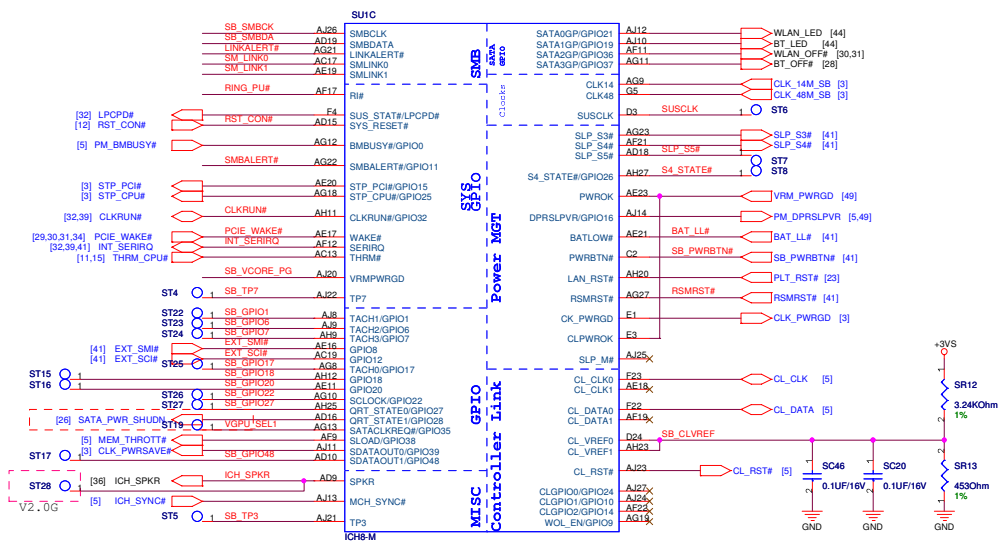 SU1C
SB_SMBCK AJ26 SMBCLK SATA0GP/GPIO21 AJ12 WLAN_LED [44]
SB_SMBDA AD19 SMBDATA SATA1GP/GPIO19 AJ10 BT_LED [44]
LINKALERT# AG21 LINKALERT# SATA2GP/GPIO36 AF11 WLAN_OFF# [30,31]
SM_LINK0 AC17 SMLINK0 SATA3GP/GPIO37 AG11 BT_OFF# [28]
SM_LINK1 AE19 SMLINK1
SMB
SATA
GPIO
CLK14 AG9 CLK_14M_SB [3]
RING_PU# AF17 RI# CLK48 G5 CLK_48M_SB [3]
Clocks
[32] LPCPD# F4 SUS_STAT#/LPCPD# SUSCLK D3 SUSCLK 1 ST6
[12] RST_CON# RST_CON# AD15 SYS_RESET#
SLP_S3# AG23 SLP_S3# [41]
[5] PM_BMBUSY# AG12 BMBUSY#/GPIO0 SLP_S4# AF21 SLP_S4# [41]
SLP_S5# AD18 SLP_S5# 1 ST7
SMBALERT# AG22 SMBALERT#/GPIO11
S4_STATE#/GPIO26 AH27 S4_STATE# 1 ST8
[3] STP_PCI# AE20 STP_PCI#/GPIO15
[3] STP_CPU# AG18 STP_CPU#/GPIO25 PWROK AE23 VRM_PWRGD [49]
SYS
GPIO
[32,39] CLKRUN# CLKRUN# AH11 CLKRUN#/GPIO32 DPRSLPVR/GPIO16 AJ14 PM_DPRSLPVR [5,49]
Power MGT
[29,30,31,34] PCIE_WAKE# PCIE_WAKE# AE17 WAKE# BATLOW# AE21 BAT_LL# BAT_LL# [41]
[32,39,41] INT_SERIRQ INT_SERIRQ AF12 SERIRQ
[11,15] THRM_CPU# AC13 THRM# PWRBTN# C2 SB_PWRBTN# SB_PWRBTN# [41]
SB_VCORE_PG AJ20 VRMPWRGD LAN_RST# AH20 PLT_RST# [23]
ST4 1 SB_TP7 AJ22 TP7 RSMRST# AG27 RSMRST# RSMRST# [41]
ST22 1 SB_GPIO1 AJ8 TACH1/GPIO1 CK_PWRGD E1 CLK_PWRGD [3]
ST23 1 SB_GPIO6 AJ9 TACH2/GPIO6
ST24 1 SB_GPIO7 AH9 TACH3/GPIO7 CLPWROK E3
[41] EXT_SMI# EXT_SMI# AE16 GPIO8
[41] EXT_SCI# EXT_SCI# AC19 GPIO12 SLP_M# AJ25
+3VS
ST25 1 SB_GPIO17 AG8 TACH0/GPIO17
ST15 1 SB_GPIO18 AH12 GPIO18 CL_CLK0 F23 CL_CLK [5]
ST16 1 SB_GPIO20 AE11 GPIO20 CL_CLK1 AE18
ST26 1 SB_GPIO22 AG10 SCLOCK/GPIO22
ST27 1 SB_GPIO27 AH25 QRT_STATE0/GPIO27 CL_DATA0 F22 CL_DATA [5]
[26] SATA_PWR_SHUDN AD16 QRT_STATE1/GPIO28 CL_DATA1 AF19
1 2 SR12 3.24KOhm 1%
ST19 1 VGPU_SEL1 AG13 SATACLKREQ#/GPIO35
[5] MEM_THROTT# AF9 SLOAD/GPIO38 CL_VREF0 D24 SB_CLVREF
[3] CLK_PWRSAVE# AJ11 SDATAOUT0/GPIO39 CL_VREF1 AH23
ST17 1 SB_GPIO48 AD10 SDATAOUT1/GPIO48
GPIO
Controller Link
CL_RST# AJ23 CL_RST# [5]
1 2 SC46 0.1UF/16V
1 2 SC20 0.1UF/16V
1 2 SR13 453Ohm 1%
[36] ICH_SPKR ICH_SPKR AD9 SPKR
ST28 1
V2.0G
CLGPIO0/GPIO24 AJ27
[5] ICH_SYNC# AJ13 MCH_SYNC# CLGPIO1/GPIO10 AJ24
CLGPIO2/GPIO14 AF22
ST5 1 SB_TP3 AJ21 TP3 WOL_EN/GPIO9 AG19
MISC
GND GND GND
ICH8-M